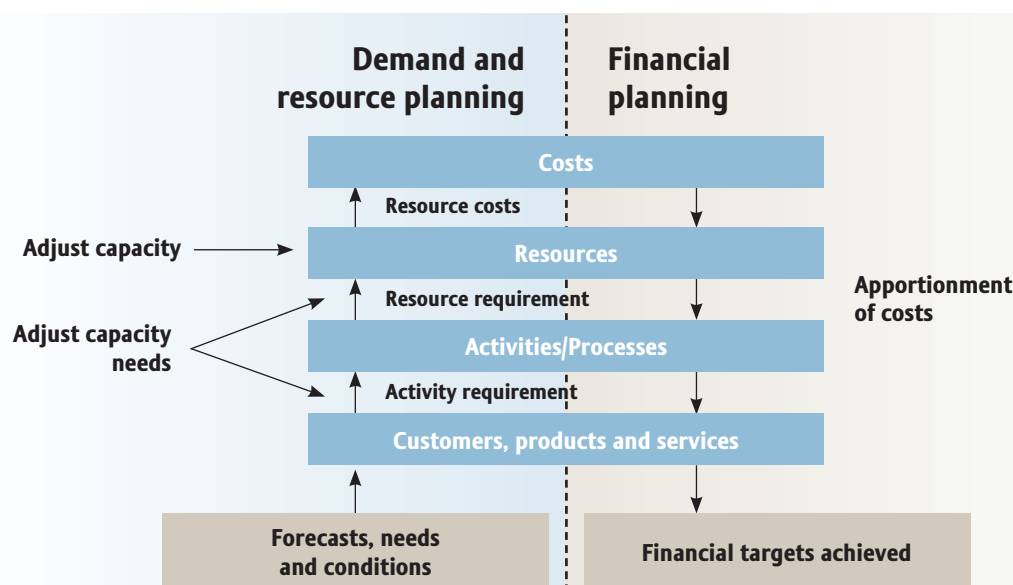 Demand and
resource planning
Financial
planning
Costs
Resource costs
Adjust capacity
Resources
Resource requirement
Apportionment
of costs
Adjust capacity
needs
Activities/Processes
Activity requirement
Customers, products and services
Forecasts, needs
and conditions
Financial targets achieved